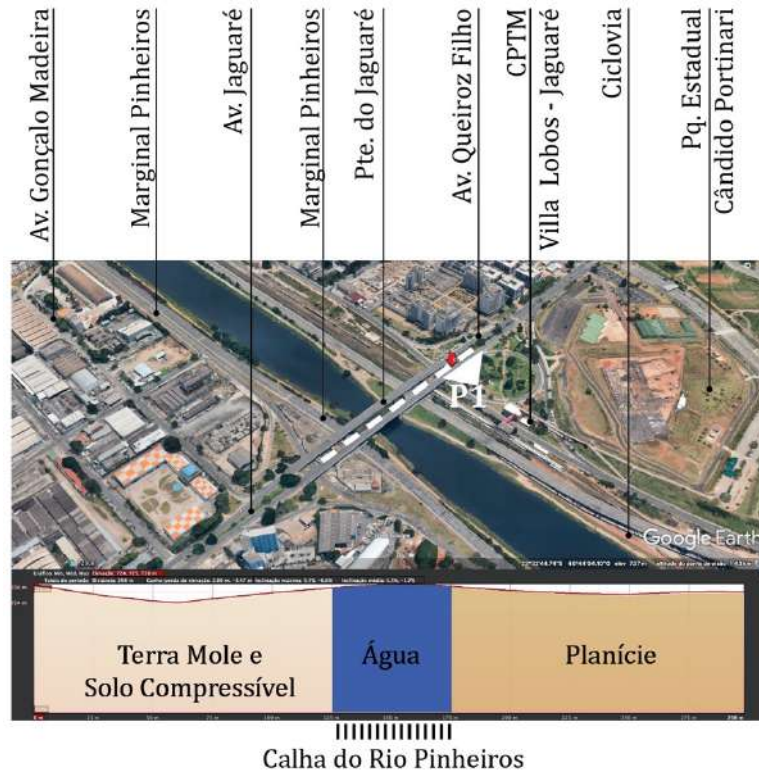 Av. Gonçalo Madeira
Marginal Pinheiros
Av. Jaguaré
Marginal Pinheiros
Pte. do Jaguaré
Av. Queiroz Filho
CPTM
Villa Lobos - Jaguaré
Ciclovia
Pq. Estadual
Cândido Portinari
P1
Google Earth
Terra Mole e
Solo Compressível
Água
Planície
Calha do Rio Pinheiros